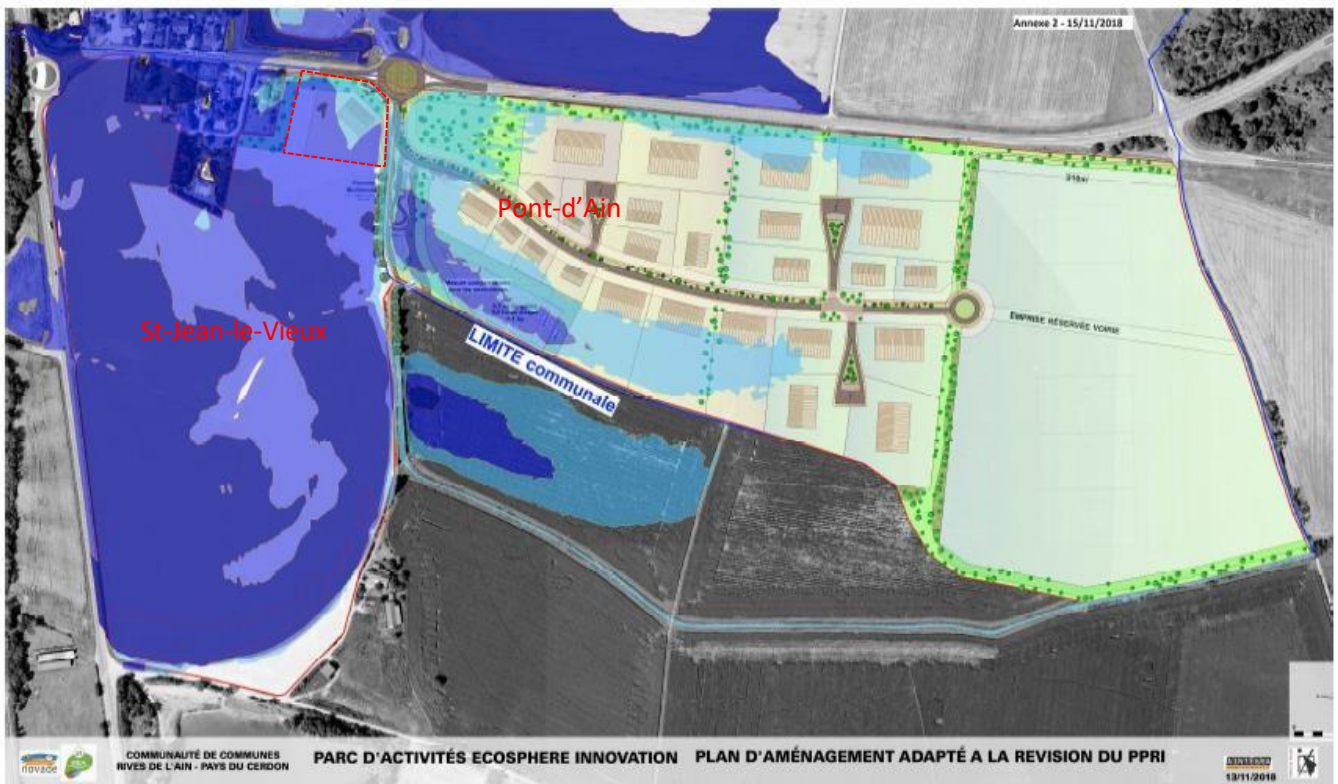 Annexe 2 - 15/11/2018
310m²
Pont-d'Ain
EMPRISE RÉSERVÉE VOIRIE
St-Jean-le-Vieux
LIMITE communale
novade
COMMUNAUTÉ DE COMMUNES
RIVES DE L'AIN - PAYS DU CERDON
PARC D'ACTIVITÉS ECOSPHERE INNOVATION
PLAN D'AMÉNAGEMENT ADAPTÉ A LA REVISION DU PPRI
13/11/2018